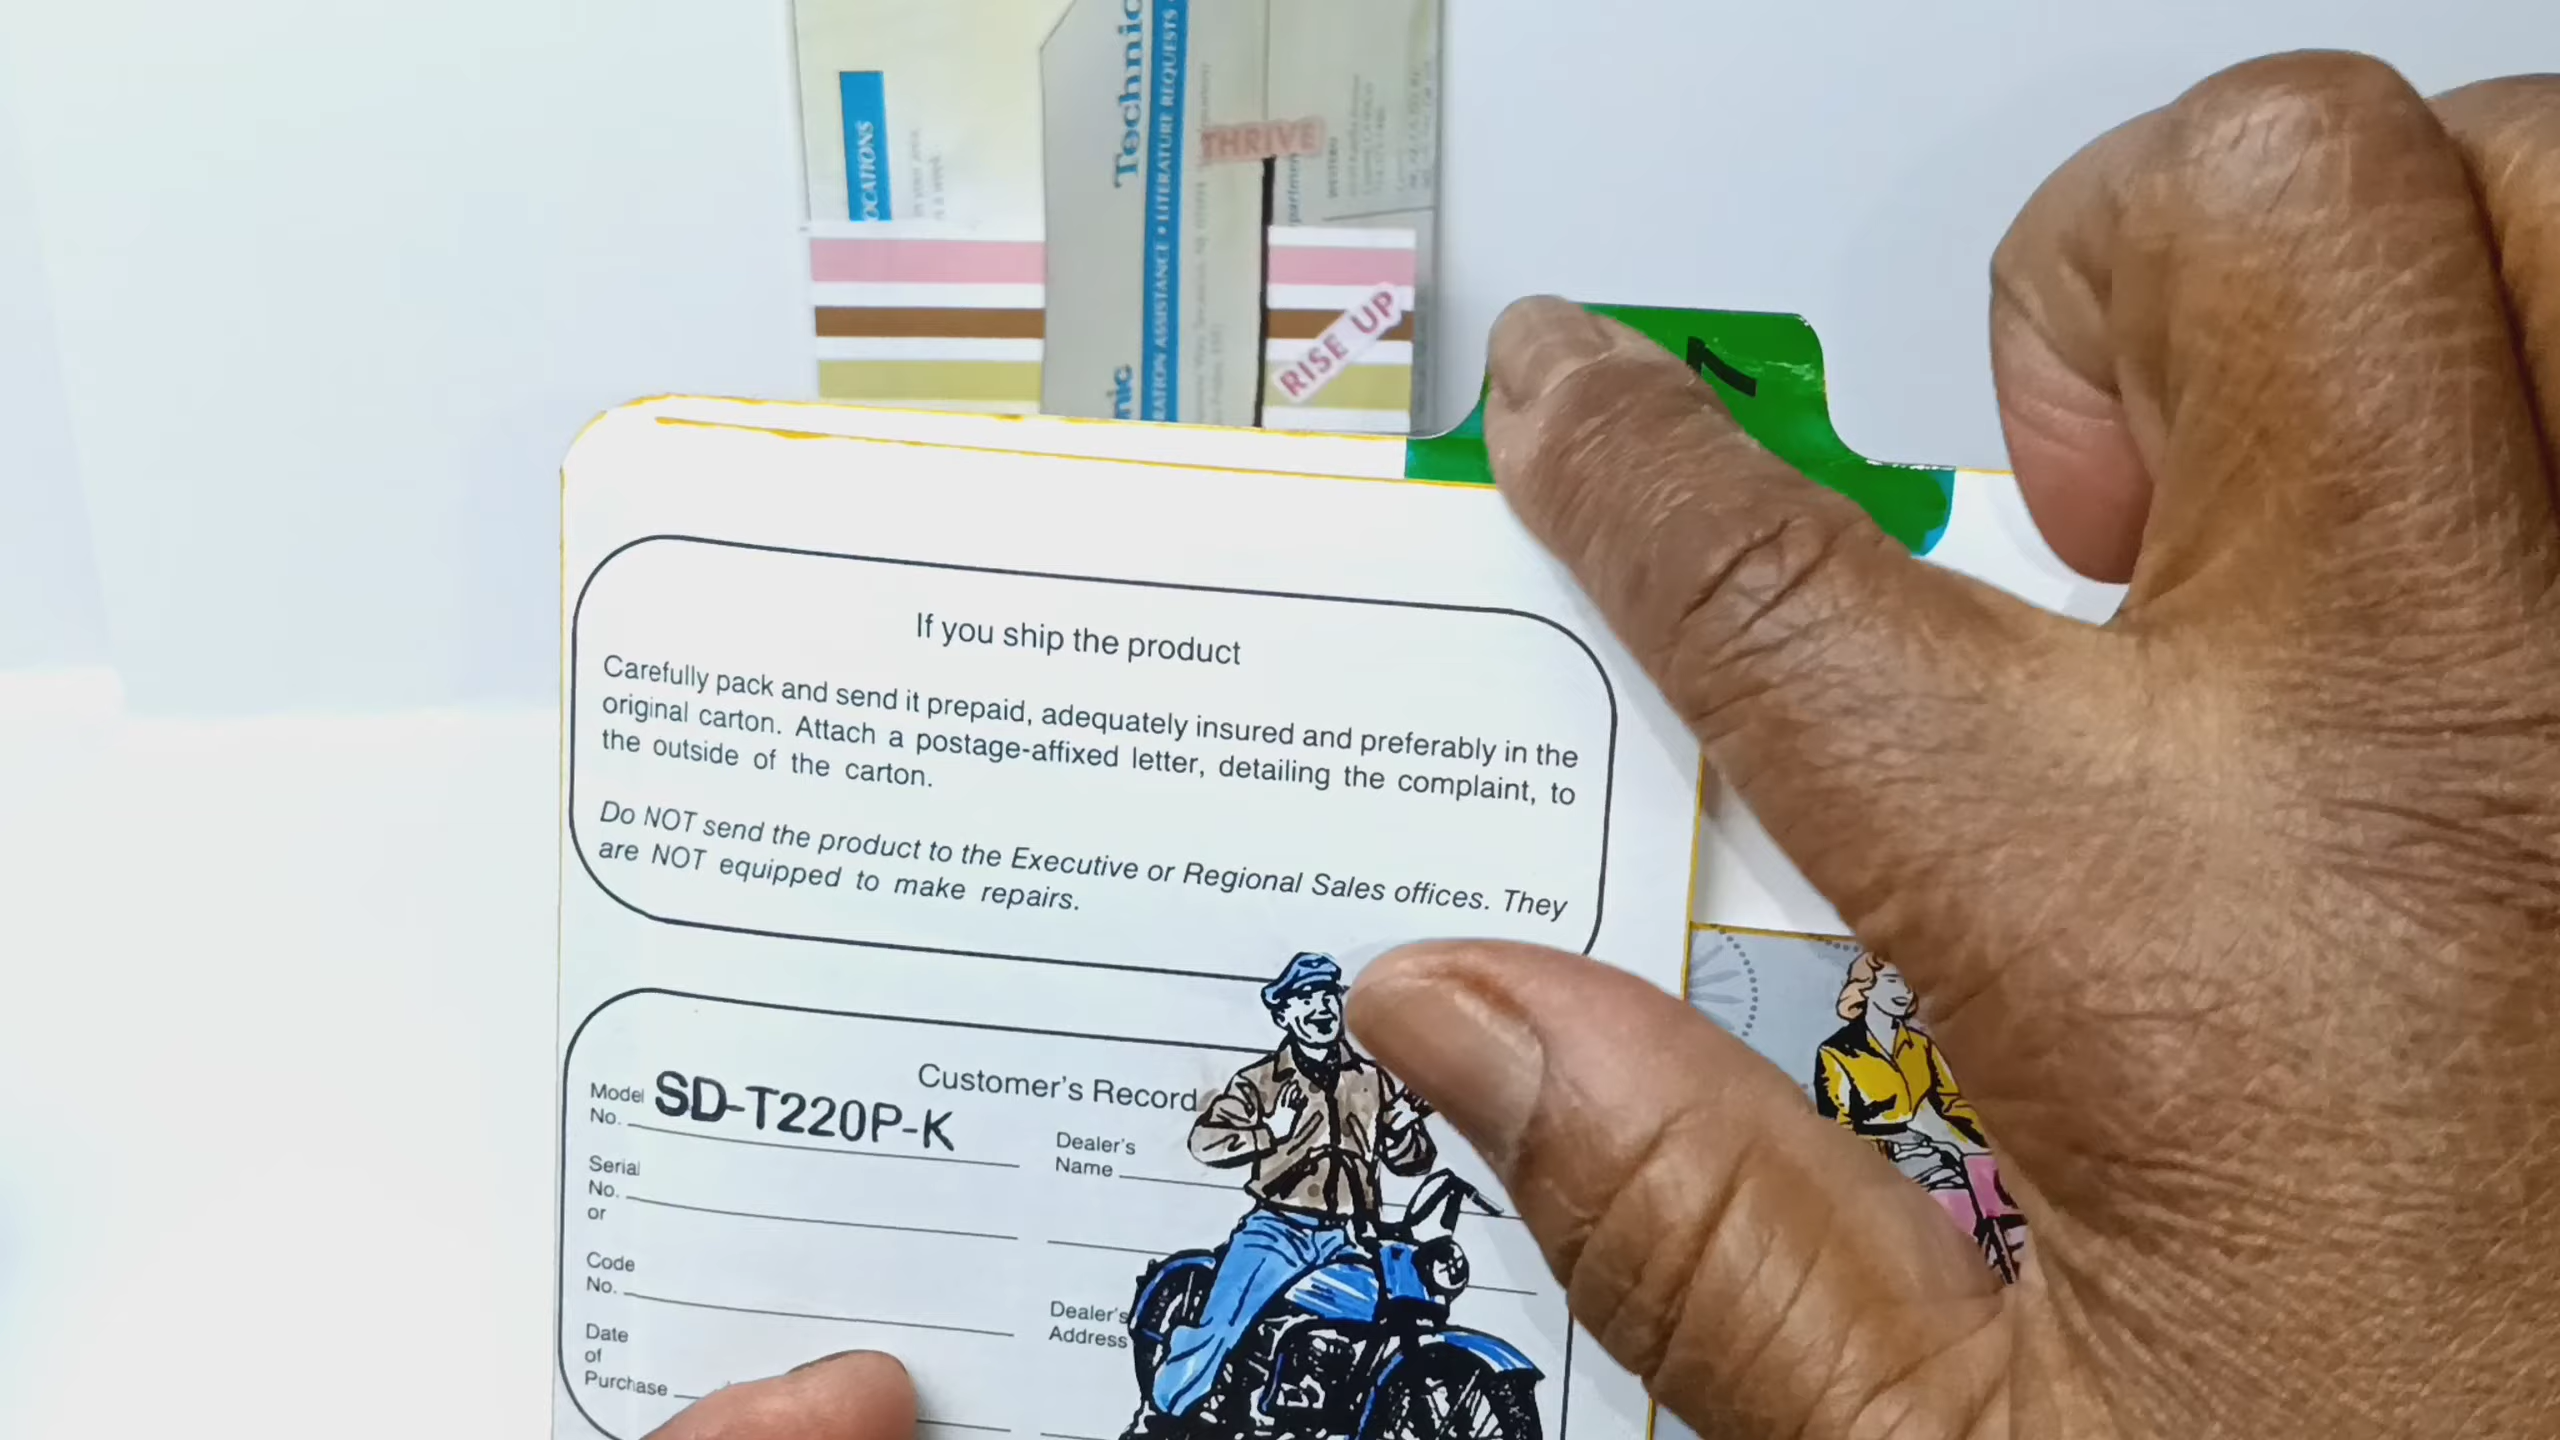 OCATIONS
Technic
nic
RATION ASSISTANCE • LITERATURE REQUESTS
THRIVE
RISE UP
If you ship the product
Carefully pack and send it prepaid, adequately insured and preferably in the
original carton. Attach a postage-affixed letter, detailing the complaint, to
the outside of the carton.
Do NOT send the product to the Executive or Regional Sales offices. They
are NOT equipped to make repairs.
Customer's Record
Model
No. SD-T220P-K
Serial
No.
or
Code
No.
Date
of
Purchase
Dealer's
Name
Dealer's
Address